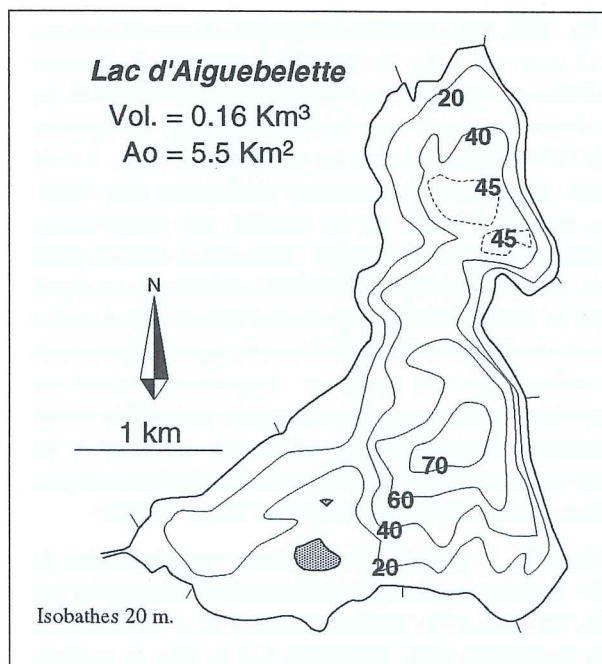 Lac d'Aiguebelette
Vol. = 0.16 Km³
Ao = 5.5 Km²
20
40
45
45
N
1 km
70
60
40
20
Isobathes 20 m.